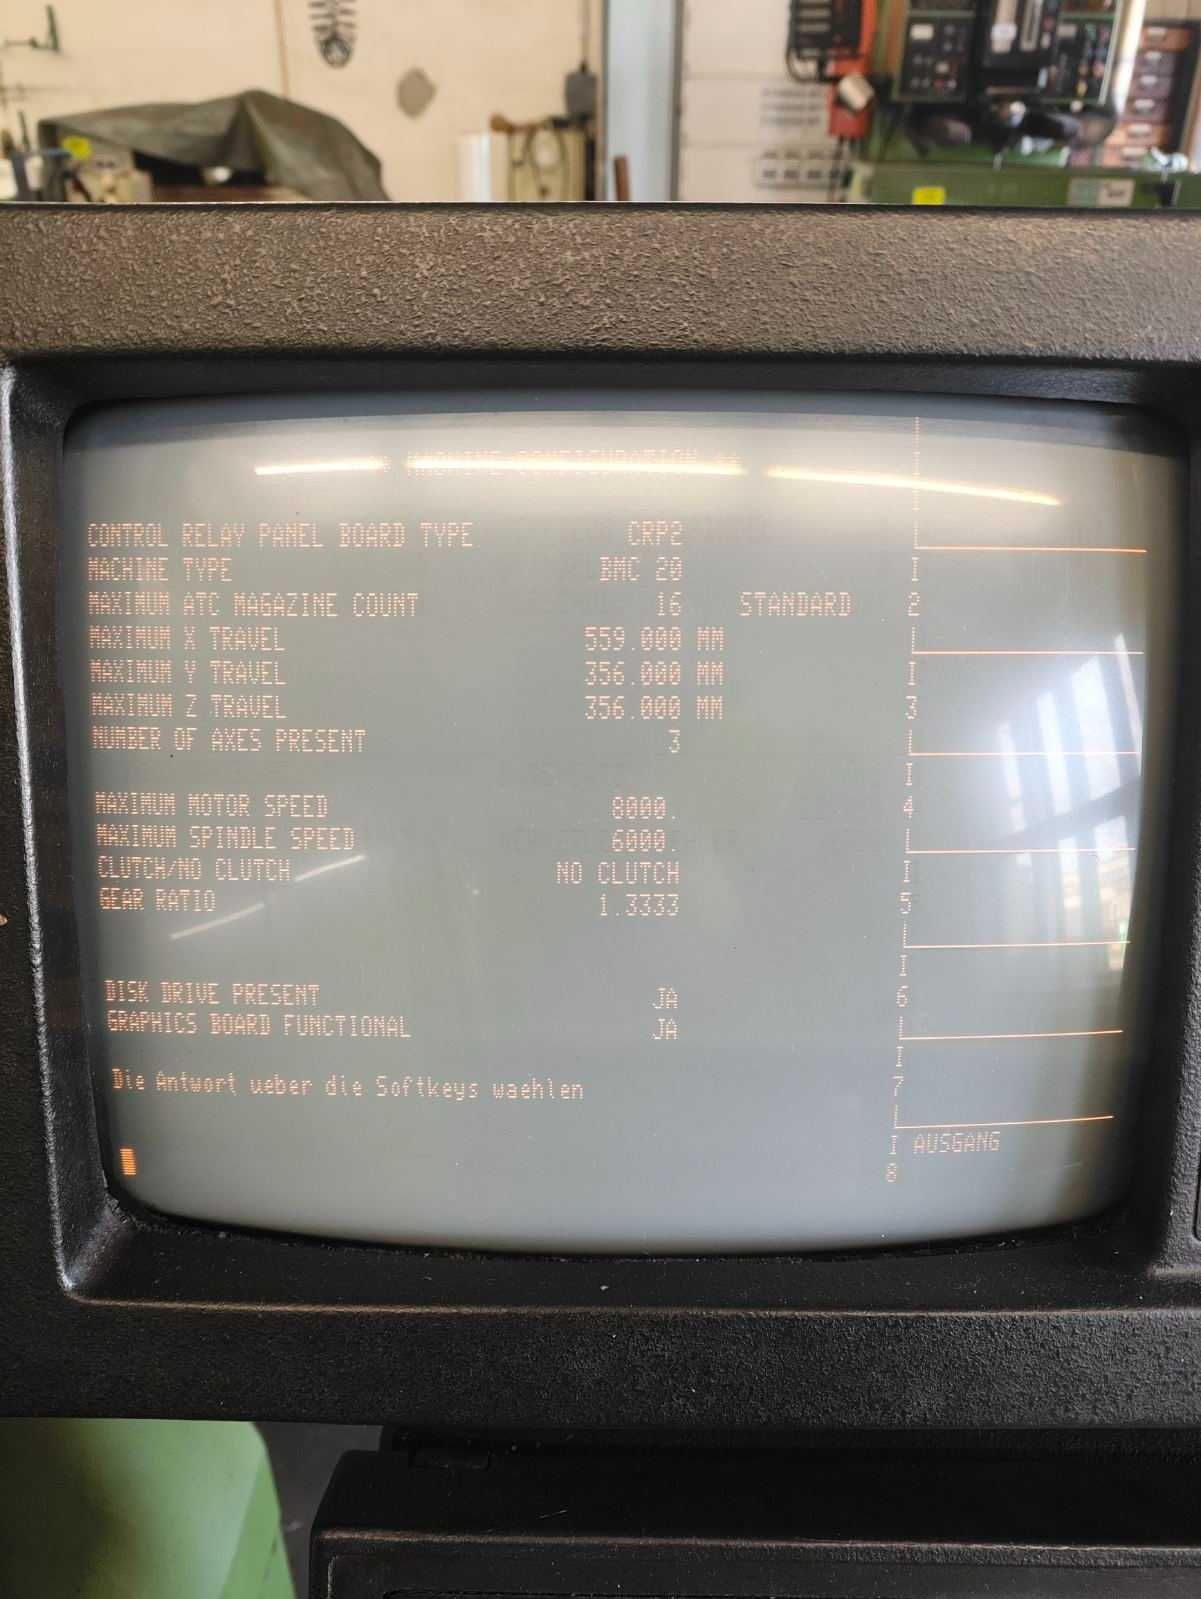 MACHINE CONFIGURATION
CONTROL RELAY PANEL BOARD TYPE CRP2
MACHINE TYPE BMC 20
MAXIMUM ATC MAGAZINE COUNT 16 STANDARD
MAXIMUM X TRAVEL 559.000 MM
MAXIMUM Y TRAVEL 356.000 MM
MAXIMUM Z TRAVEL 356.000 MM
NUMBER OF AXES PRESENT 3
MAXIMUM MOTOR SPEED 8000.
MAXIMUM SPINDLE SPEED 6000.
CLUTCH/NO CLUTCH NO CLUTCH
GEAR RATIO 1.3333
DISK DRIVE PRESENT JA
GRAPHICS BOARD FUNCTIONAL JA
Die Antwort ueber die Softkeys waehlen
2
3
4
5
6
7
AUSGANG
8